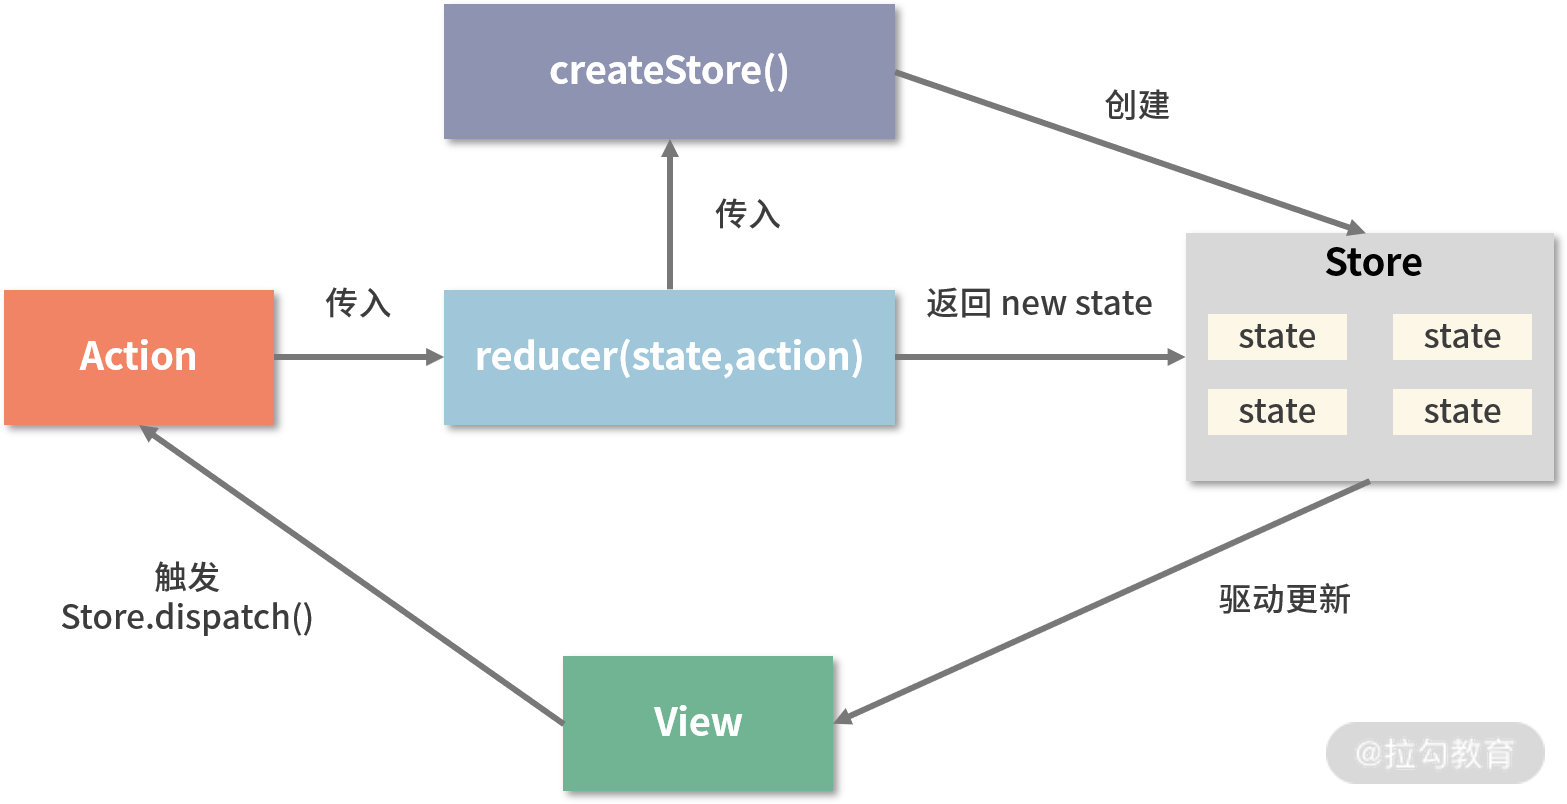 createStore()
创建
传入
Store
传入
返回 new state
Action
reducer(state,action)
state
state
state
state
触发
Store.dispatch()
驱动更新
View
@拉勾教育